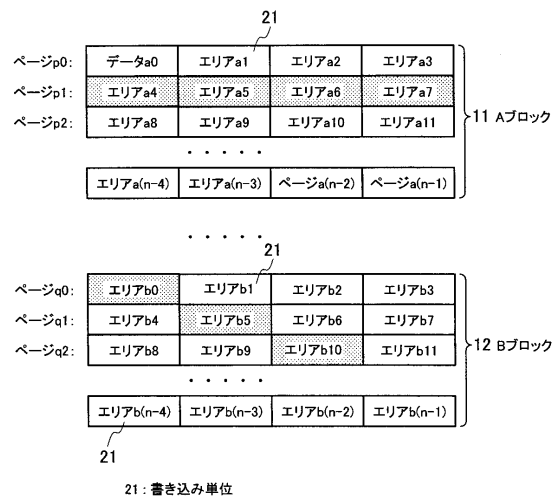 21
ページp0: データa0 エリアa1 エリアa2 エリアa3
ページp1: エリアa4 エリアa5 エリアa6 エリアa7
ページp2: エリアa8 エリアa9 エリアa10 エリアa11
11 Aブロック
・・・・・
エリアa(n-4) エリアa(n-3) ページa(n-2) ページa(n-1)
・・・・・
21
ページq0: エリアb0 エリアb1 エリアb2 エリアb3
ページq1: エリアb4 エリアb5 エリアb6 エリアb7
ページq2: エリアb8 エリアb9 エリアb10 エリアb11
12 Bブロック
・・・・・
エリアb(n-4) エリアb(n-3) エリアb(n-2) エリアb(n-1)
21
21：書き込み単位